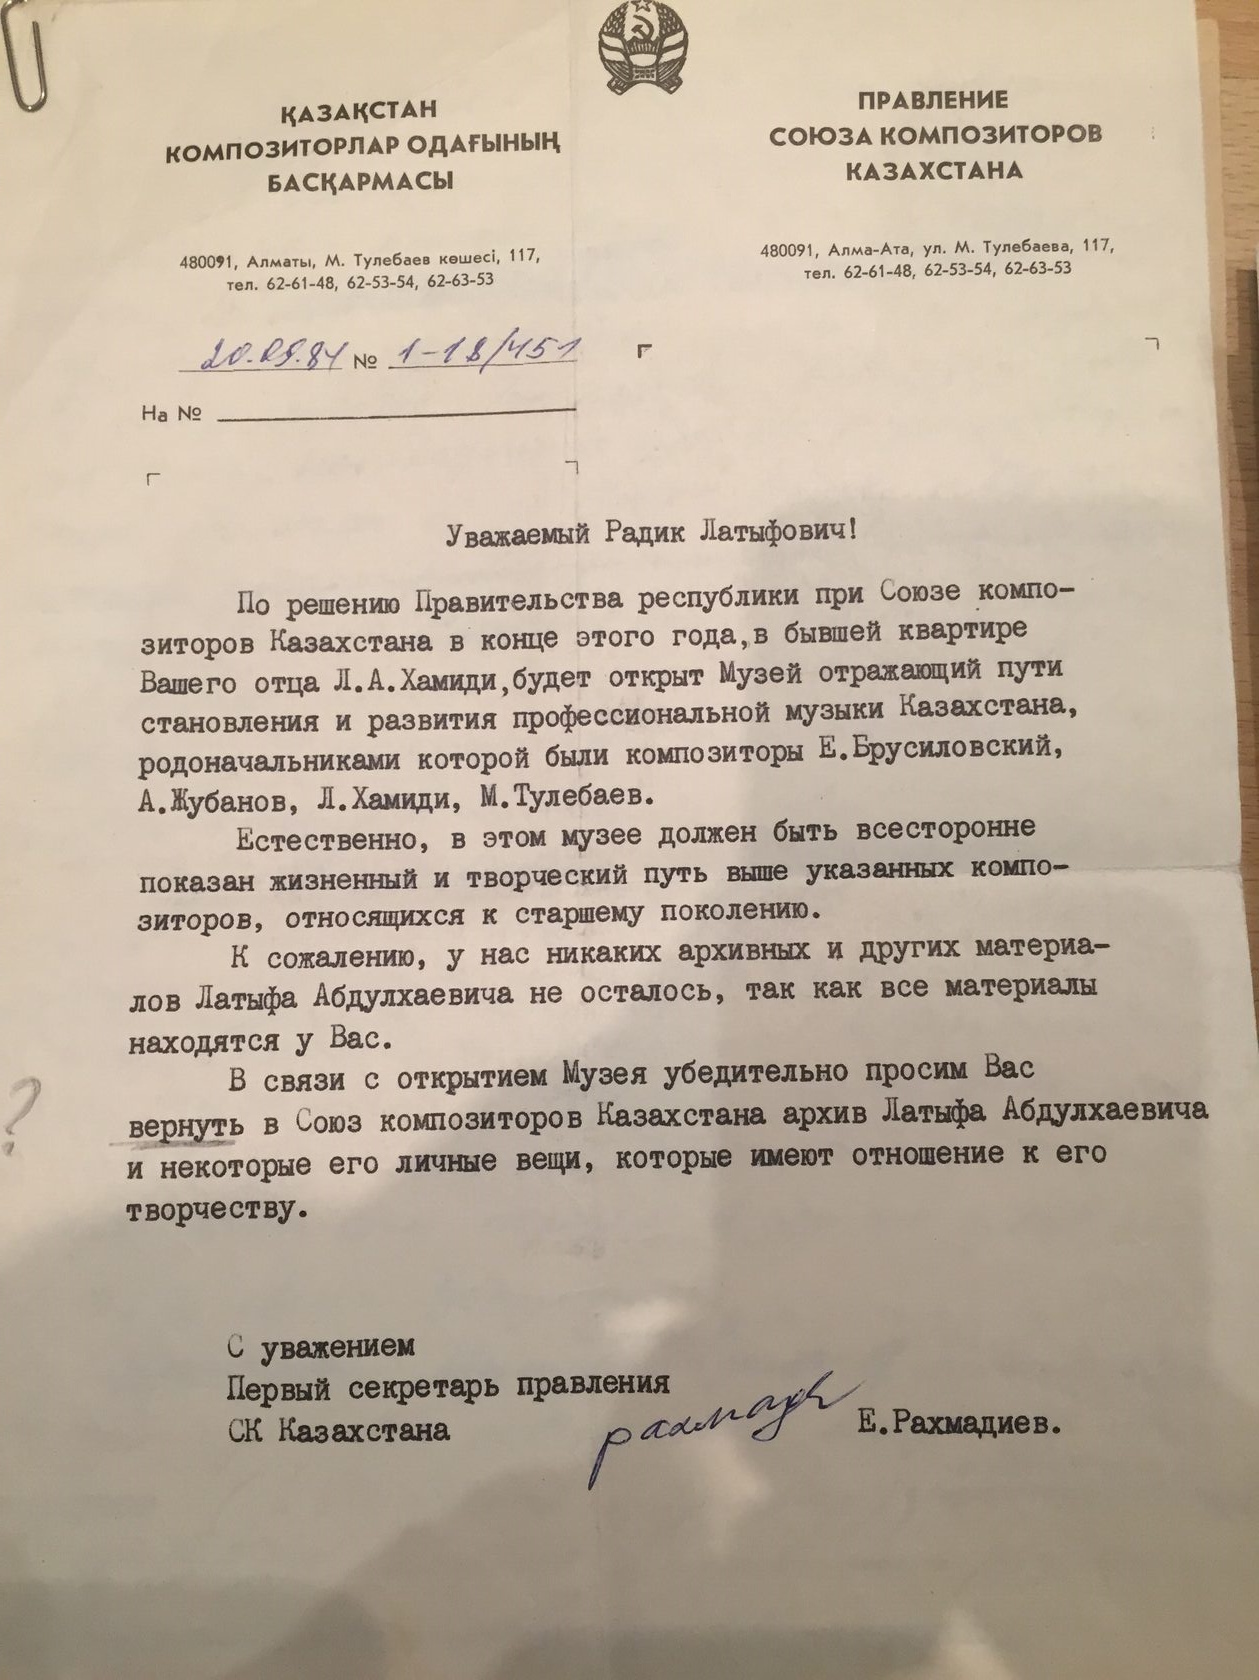 ҚАЗАҚСТАН
КОМПОЗИТОРЛАР ОДАҒЫНЫҢ
БАСҚАРМАСЫ
480091, Алматы, М. Тулебаев көшесі, 117,
тел. 62-61-48, 62-53-54, 62-63-53
ПРАВЛЕНИЕ
СОЮЗА КОМПОЗИТОРОВ
КАЗАХСТАНА
480091, Алма-Ата, ул. М. Тулебаева, 117,
тел. 62-61-48, 62-53-54, 62-63-53
20.09.84 № 1-18/451
На №
Уважаемый Радик Латыфович!
По решению Правительства республики при Союзе компо-
зиторов Казахстана в конце этого года,в бывшей квартире
Вашего отца Л.А.Хамиди,будет открыт Музей отражающий пути
становления и развития профессиональной музыки Казахстана,
родоначальниками которой были композиторы Е.Брусиловский,
А.Жубанов, Л.Хамиди, М.Тулебаев.
Естественно, в этом музее должен быть всесторонне
показан жизненный и творческий путь выше указанных компо-
зиторов, относящихся к старшему поколению.
К сожалению, у нас никаких архивных и других материа-
лов Латыфа Абдулхаевича не осталось, так как все материалы
находятся у Вас.
В связи с открытием Музея убедительно просим Вас
? вернуть в Союз композиторов Казахстана архив Латыфа Абдулхаевича
и некоторые его личные вещи, которые имеют отношение к его
творчеству.
С уважением
Первый секретарь правления
СК Казахстана Е.Рахмадиев.